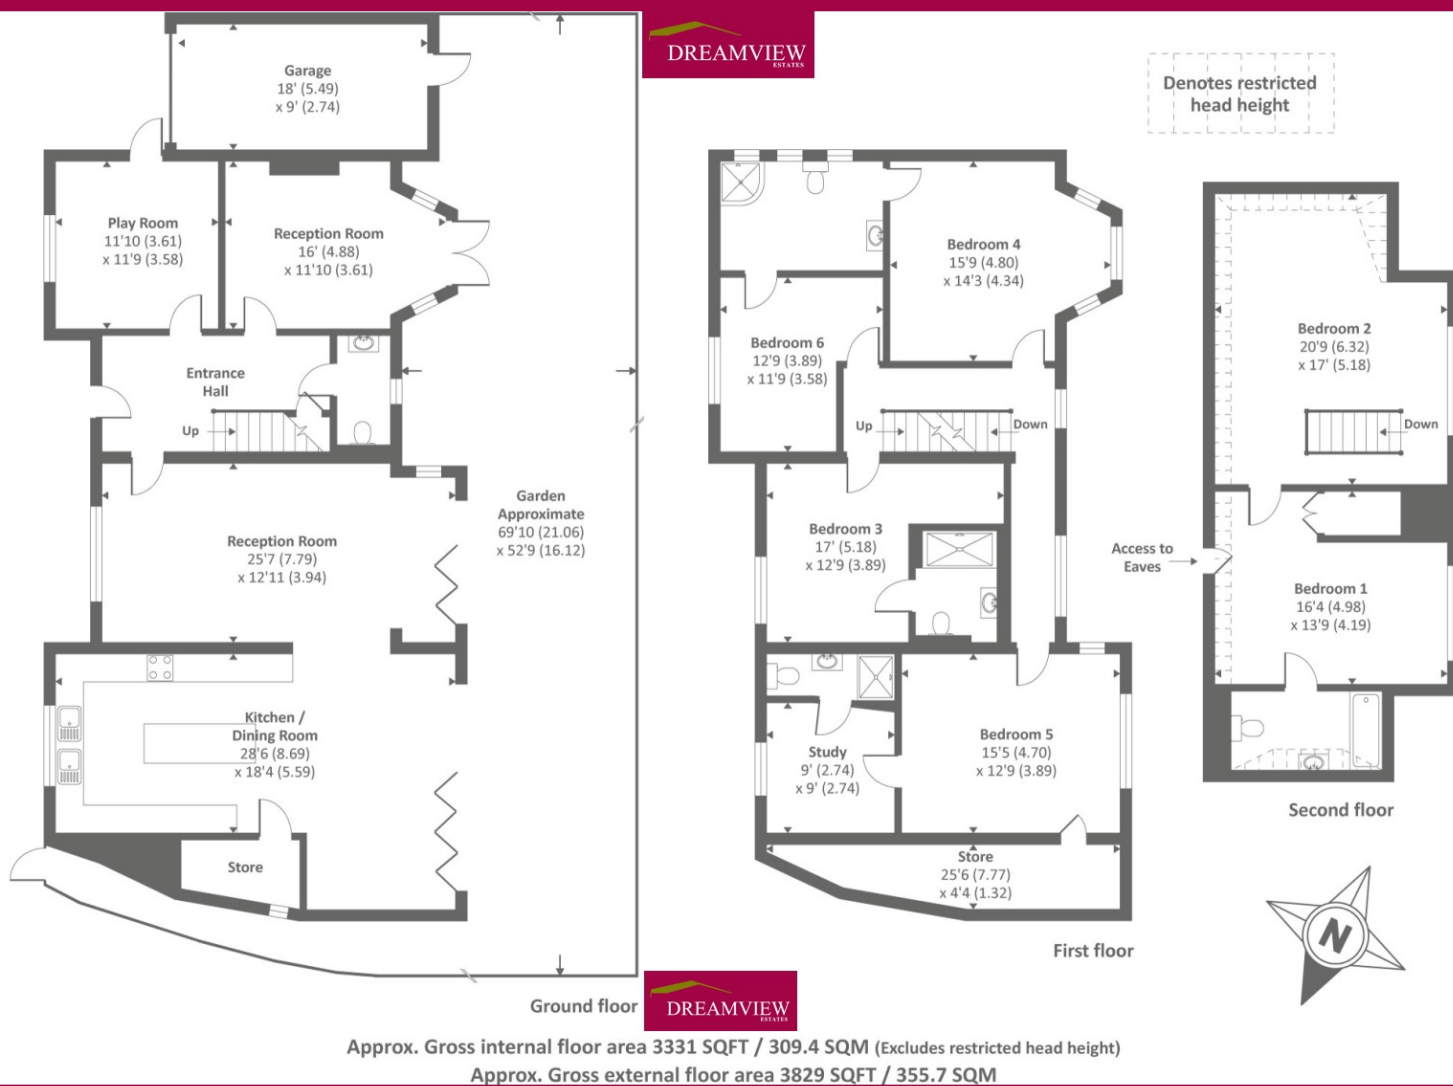 DREAMVIEW
ESTATES
Denotes restricted
head height
Garage
18' (5.49)
x 9' (2.74)
Play Room
11'10 (3.61)
x 11'9 (3.58)
Reception Room
16' (4.88)
x 11'10 (3.61)
Entrance
Hall
Up
Reception Room
25'7 (7.79)
x 12'11 (3.94)
Garden
Approximate
69'10 (21.06)
x 52'9 (16.12)
Kitchen /
Dining Room
28'6 (8.69)
x 18'4 (5.59)
Store
Ground floor
Bedroom 4
15'9 (4.80)
x 14'3 (4.34)
Bedroom 6
12'9 (3.89)
x 11'9 (3.58)
Up
Down
Bedroom 3
17' (5.18)
x 12'9 (3.89)
Study
9' (2.74)
x 9' (2.74)
Bedroom 5
15'5 (4.70)
x 12'9 (3.89)
Store
25'6 (7.77)
x 4'4 (1.32)
First floor
Bedroom 2
20'9 (6.32)
x 17' (5.18)
Down
Access to
Eaves
Bedroom 1
16'4 (4.98)
x 13'9 (4.19)
Second floor
N
DREAMVIEW
ESTATES
Approx. Gross internal floor area 3331 SQFT / 309.4 SQM (Excludes restricted head height)
Approx. Gross external floor area 3829 SQFT / 355.7 SQM